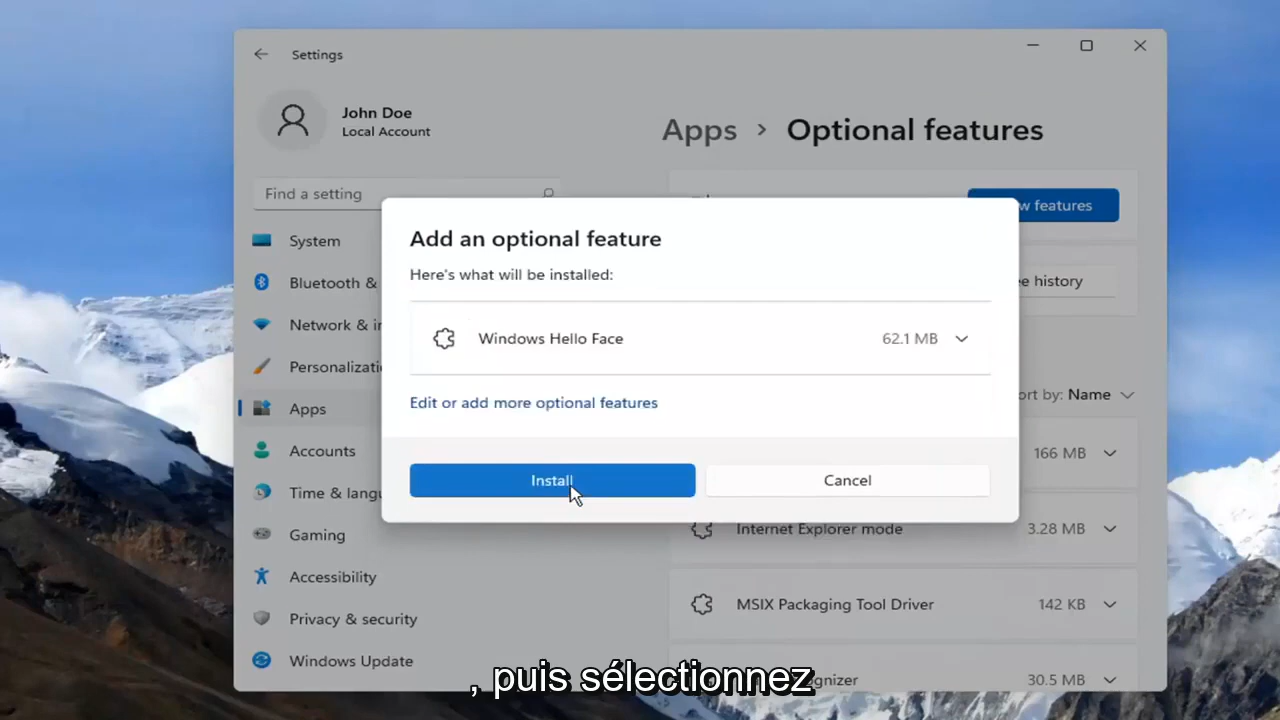 Settings
John Doe
Local Account
Find a setting
System
Bluetooth &
Network &
Personalizati
Apps
Accounts
Time & langu
Gaming
Accessibility
Privacy & security
Windows Update
Apps > Optional features
w features
e history
ort by: Name
166 MB
Internet Explorer mode
3.28 MB
MSIX Packaging Tool Driver
142 KB
gnizer
30.5 MB
Add an optional feature
Here's what will be installed:
Windows Hello Face
62.1 MB
Edit or add more optional features
Install
Cancel
, puis sélectionnez